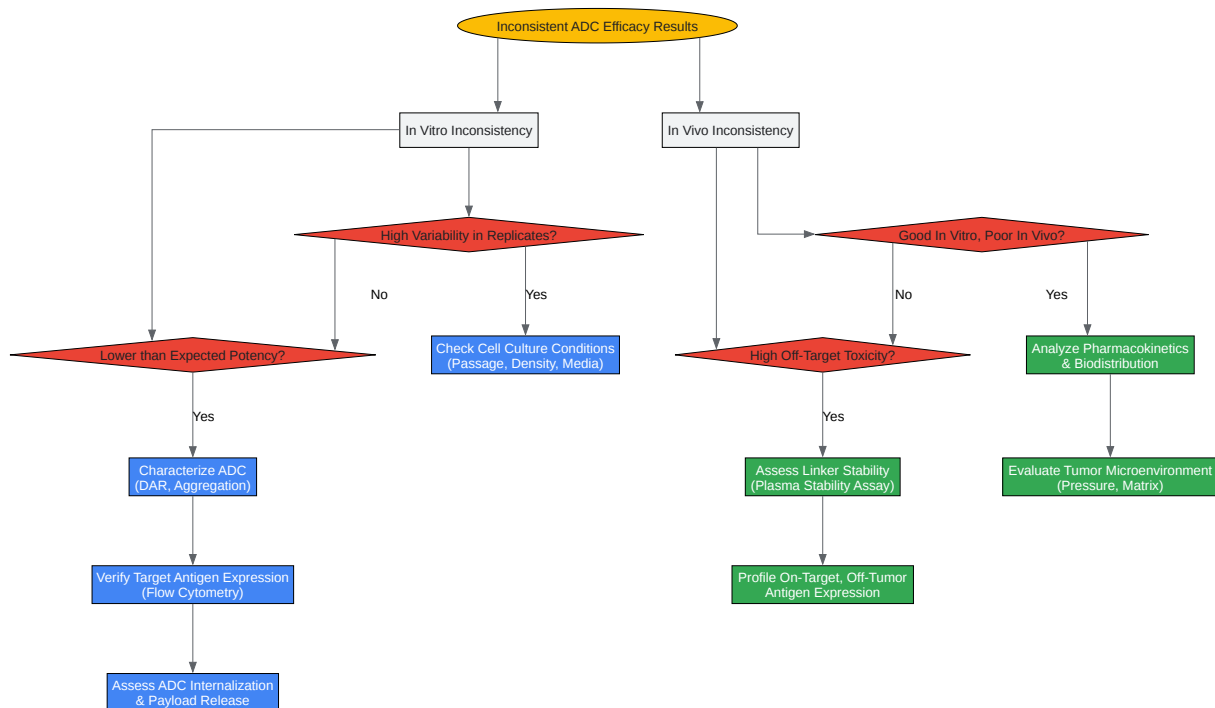 Inconsistent ADC Efficacy Results
In Vitro Inconsistency
In Vivo Inconsistency
High Variability in Replicates?
Good In Vitro, Poor In Vivo?
No
Yes
No
Yes
Lower than Expected Potency?
Check Cell Culture Conditions
(Passage, Density, Media)
High Off-Target Toxicity?
Analyze Pharmacokinetics
& Biodistribution
Yes
Yes
Characterize ADC
(DAR, Aggregation)
Assess Linker Stability
(Plasma Stability Assay)
Evaluate Tumor Microenvironment
(Pressure, Matrix)
Verify Target Antigen Expression
(Flow Cytometry)
Profile On-Target, Off-Tumor
Antigen Expression
Assess ADC Internalization
& Payload Release